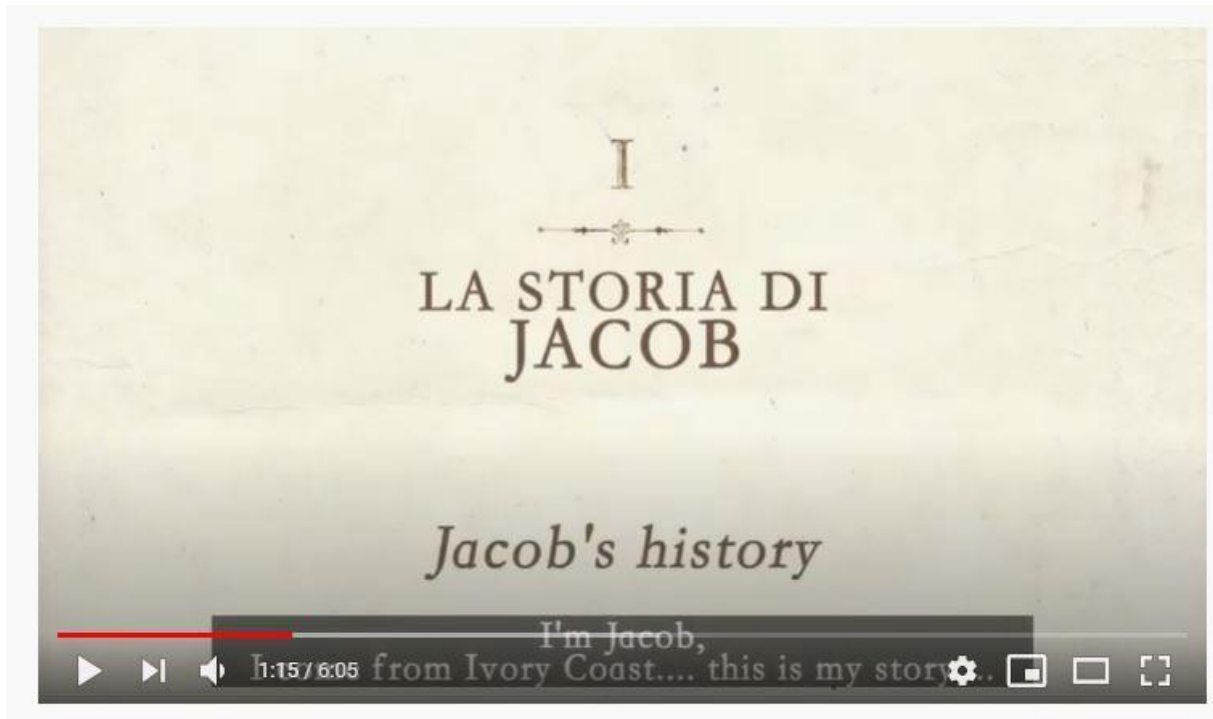 I
LA STORIA DI
JACOB
Jacob's history
I'm Jacob,
from Ivory Coast.... this is my story
1:15 / 6:05